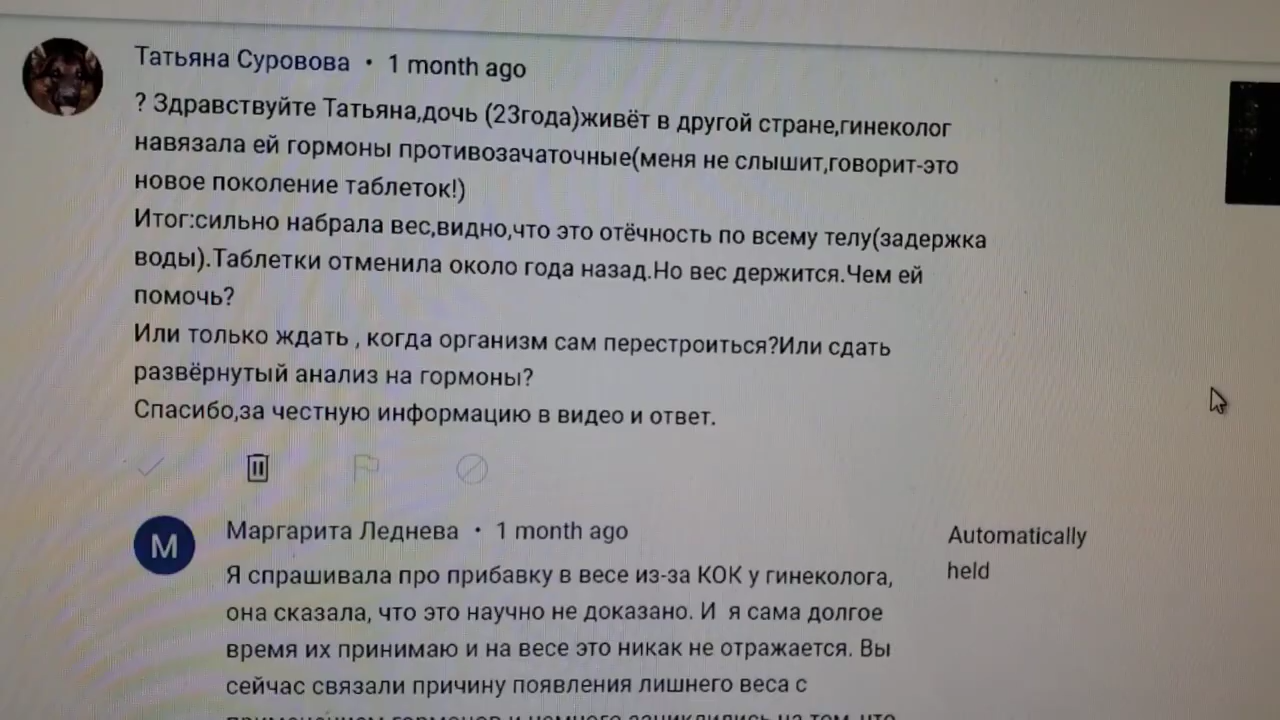 Татьяна Суровова • 1 month ago
? Здравствуйте Татьяна,дочь (23года)живёт в другой стране,гинеколог
навязала ей гормоны противозачаточные(меня не слышит,говорит-это
новое поколение таблеток!)
Итог:сильно набрала вес,видно,что это отёчность по всему телу(задержка
воды).Таблетки отменила около года назад.Но вес держится.Чем ей
помочь?
Или только ждать , когда организм сам перестроиться?Или сдать
развёрнутый анализ на гормоны?
Спасибо,за честную информацию в видео и ответ.
М
Маргарита Леднева • 1 month ago
Automatically
held
Я спрашивала про прибавку в весе из-за КОК у гинеколога,
она сказала, что это научно не доказано. И я сама долгое
время их принимаю и на весе это никак не отражается. Вы
сейчас связали причину появления лишнего веса с